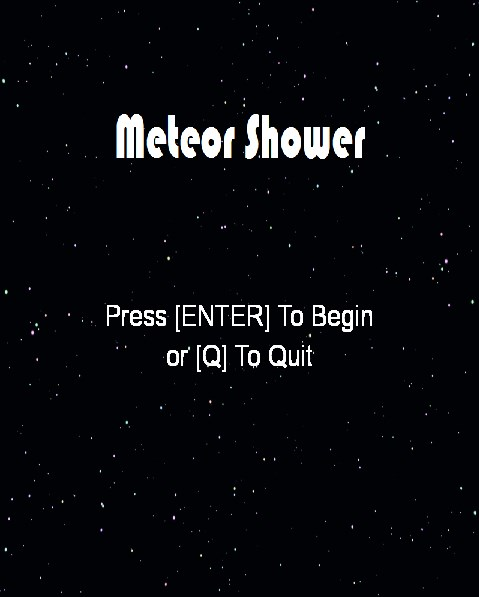 Meteor Shower
Press [ENTER] To Begin
or [Q] To Quit